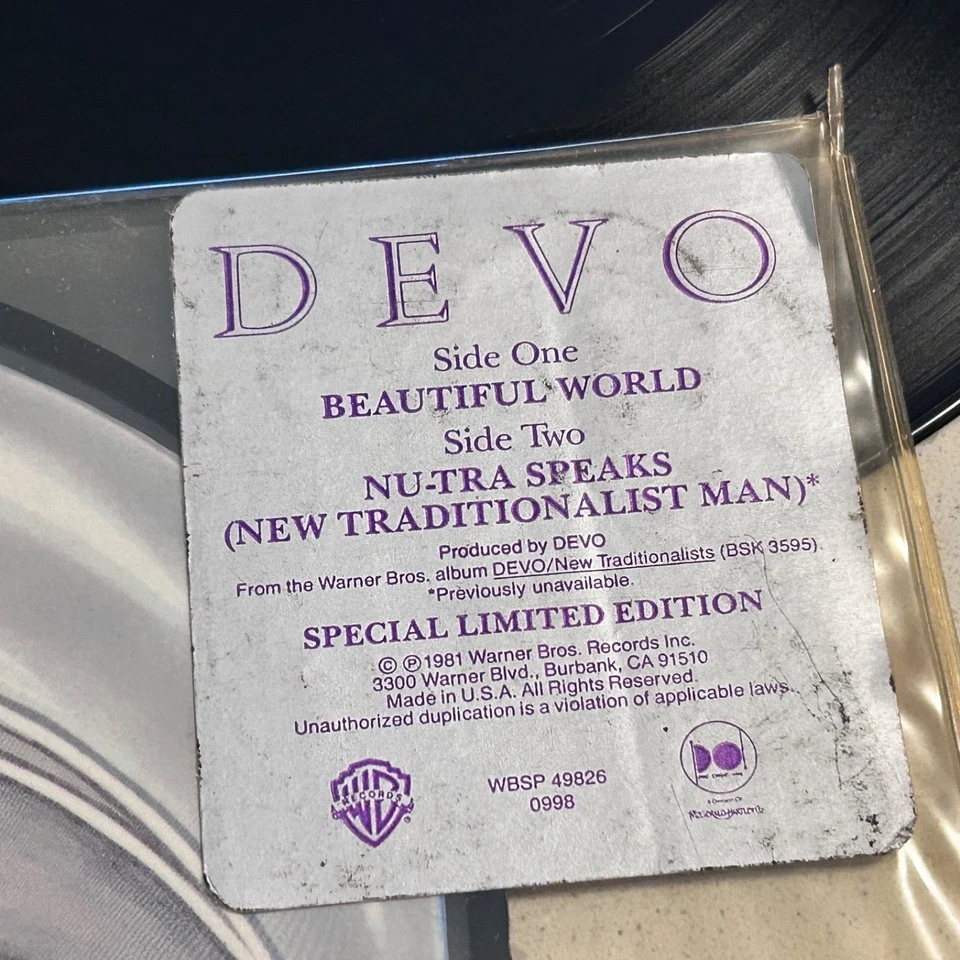 DEVO
Side One
BEAUTIFUL WORLD
Side Two
NU-TRA SPEAKS
(NEW TRADITIONALIST MAN)*
Produced by DEVO
From the Warner Bros. album DEVO/New Traditionalists (BSK 3595).
*Previously unavailable.
SPECIAL LIMITED EDITION
© ℗ 1981 Warner Bros. Records Inc.
3300 Warner Blvd., Burbank, CA 91510
Made in U.S.A. All Rights Reserved.
Unauthorized duplication is a violation of applicable laws.
WB
RECORDS
®
WBSP 49826
0998